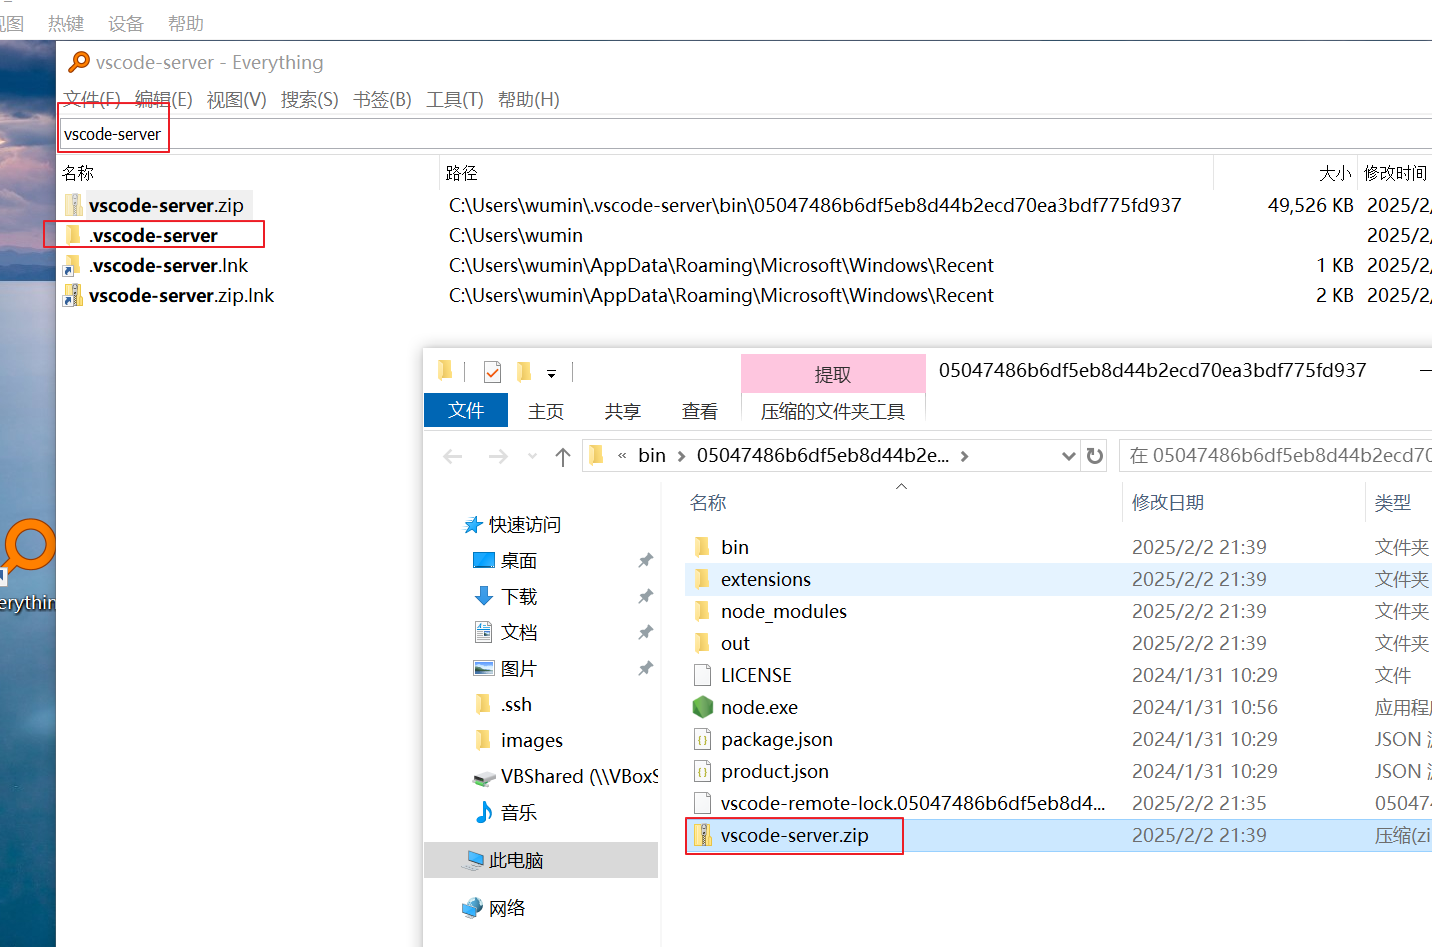 视图 热键 设备 帮助
vscode-server - Everything
文件(F) 编辑(E) 视图(V) 搜索(S) 书签(B) 工具(T) 帮助(H)
vscode-server
名称 路径 大小 修改时间
vscode-server.zip C:\Users\wumin\.vscode-server\bin\05047486b6df5eb8d44b2ecd70ea3bdf775fd937 49,526 KB 2025/2/
.vscode-server C:\Users\wumin 2025/2/
.vscode-server.lnk C:\Users\wumin\AppData\Roaming\Microsoft\Windows\Recent 1 KB 2025/2/
vscode-server.zip.lnk C:\Users\wumin\AppData\Roaming\Microsoft\Windows\Recent 2 KB 2025/2/
提取 05047486b6df5eb8d44b2ecd70ea3bdf775fd937
文件 主页 共享 查看 压缩的文件夹工具
« bin › 05047486b6df5eb8d44b2e... › 在 05047486b6df5eb8d44b2ecd70
名称 修改日期 类型
快速访问
桌面
下载
文档
图片
.ssh
images
VBShared (\\VBoxS
音乐
此电脑
网络
bin 2025/2/2 21:39 文件夹
extensions 2025/2/2 21:39 文件夹
node_modules 2025/2/2 21:39 文件夹
out 2025/2/2 21:39 文件夹
LICENSE 2024/1/31 10:29 文件
node.exe 2024/1/31 10:56 应用程序
package.json 2024/1/31 10:29 JSON
product.json 2024/1/31 10:29 JSON
vscode-remote-lock.05047486b6df5eb8d4... 2025/2/2 21:35 05047
vscode-server.zip 2025/2/2 21:39 压缩(zi
erythin